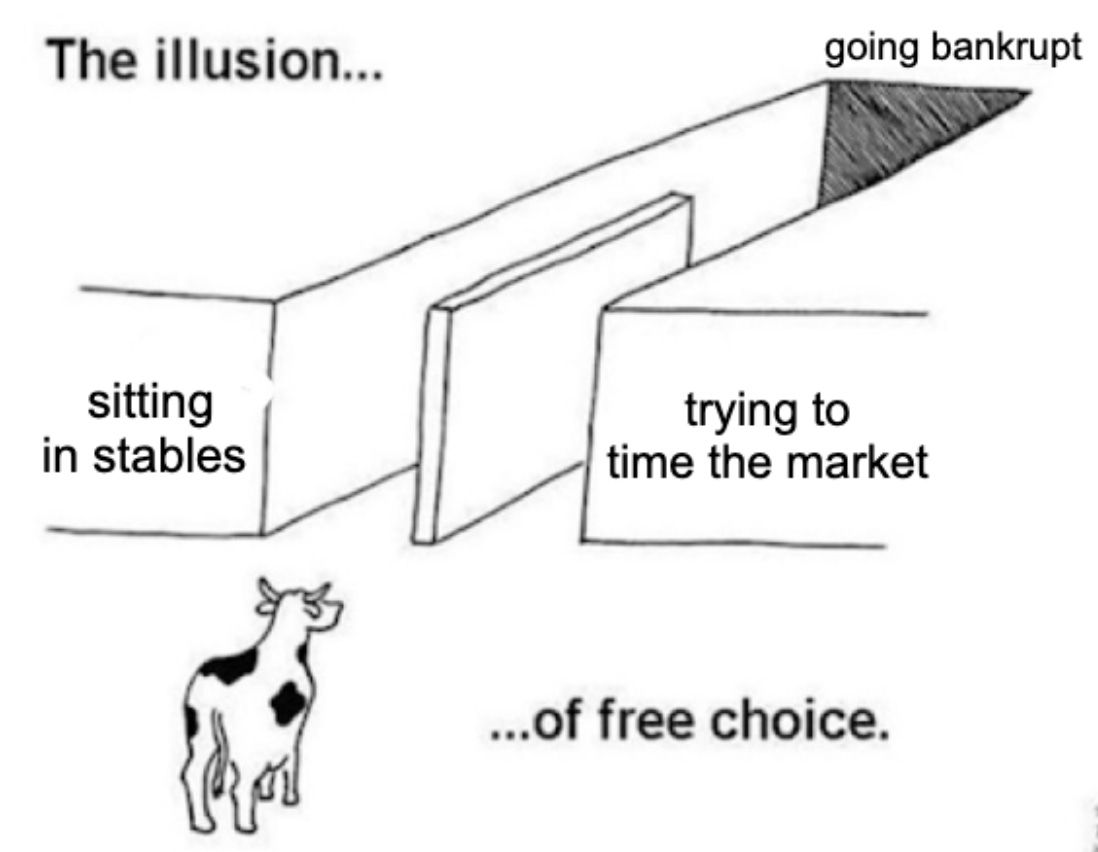 The illusion...
going bankrupt
sitting
in stables
trying to
time the market
...of free choice.